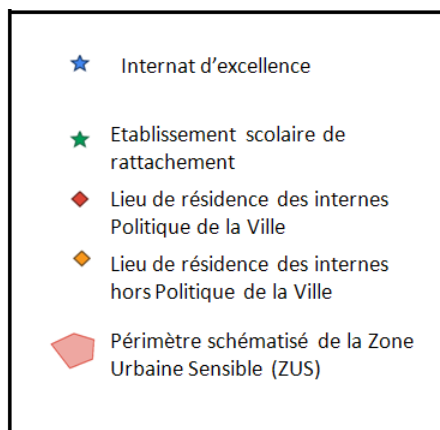 Internat d'excellence
Etablissement scolaire de
rattachement
Lieu de résidence des internes
Politique de la Ville
Lieu de résidence des internes
hors Politique de la Ville
Périmètre schématisé de la Zone
Urbaine Sensible (ZUS)